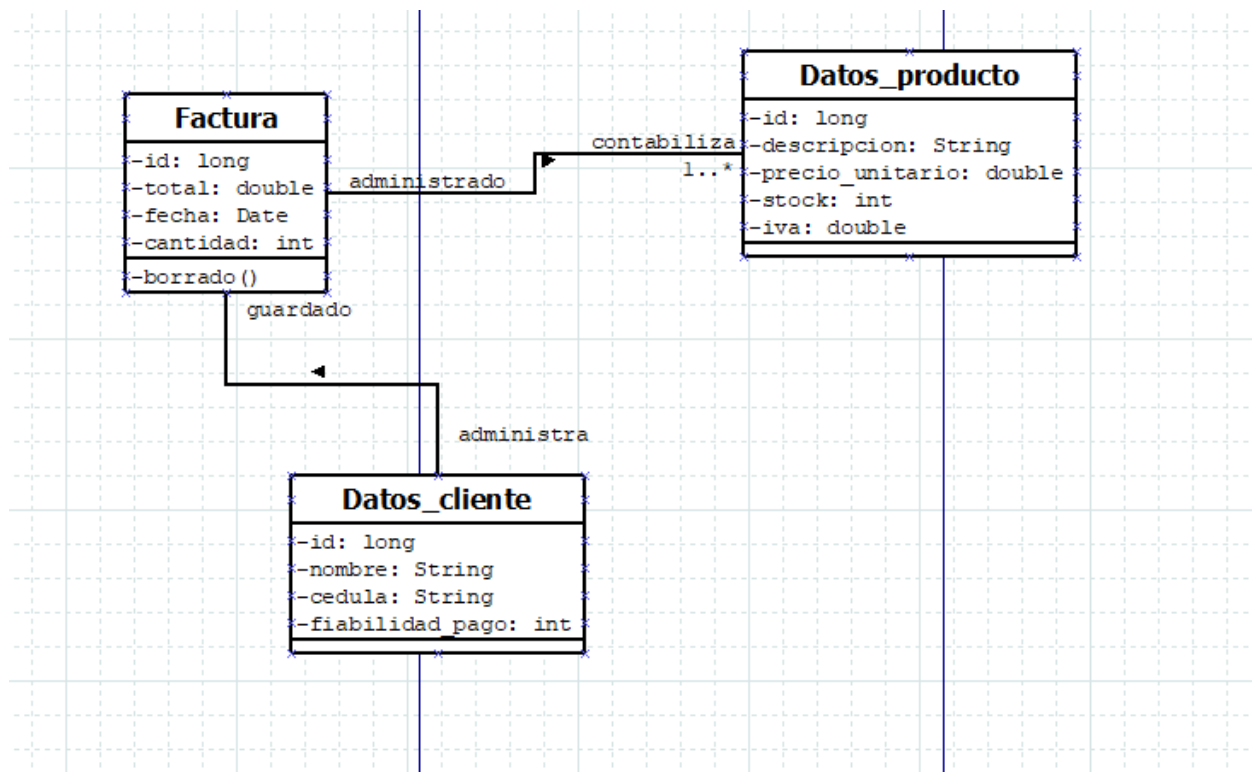 Factura
-id: long
-total: double
-fecha: Date
-cantidad: int
-borrado()
administrado
contabiliza
1..*
Datos_producto
-id: long
-descripcion: String
-precio_unitario: double
-stock: int
-iva: double
guardado
administra
Datos_cliente
-id: long
-nombre: String
-cedula: String
-fiabilidad_pago: int